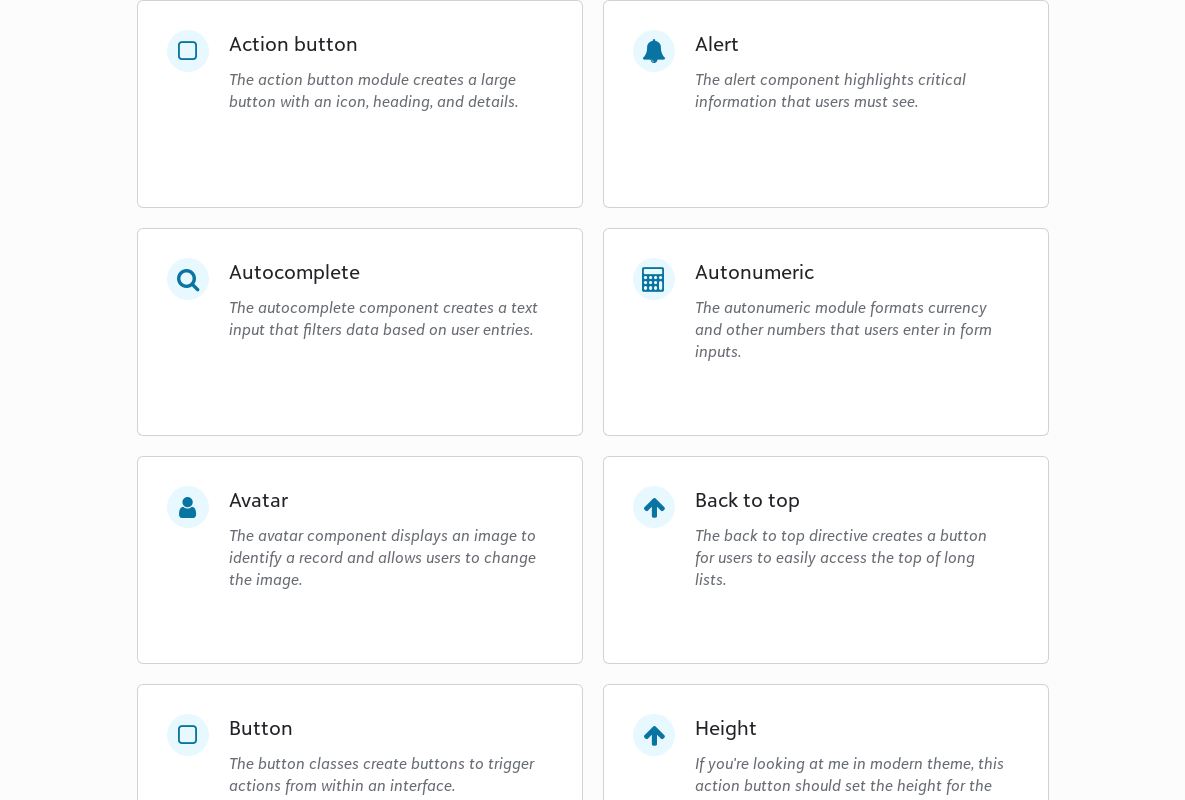 Action button
The action button module creates a large
button with an icon, heading, and details.
Alert
The alert component highlights critical
information that users must see.
Autocomplete
The autocomplete component creates a text
input that filters data based on user entries.
Autonumeric
The autonumeric module formats currency
and other numbers that users enter in form
inputs.
Avatar
The avatar component displays an image to
identify a record and allows users to change
the image.
Back to top
The back to top directive creates a button
for users to easily access the top of long
lists.
Button
The button classes create buttons to trigger
actions from within an interface.
Height
If you're looking at me in modern theme, this
action button should set the height for the